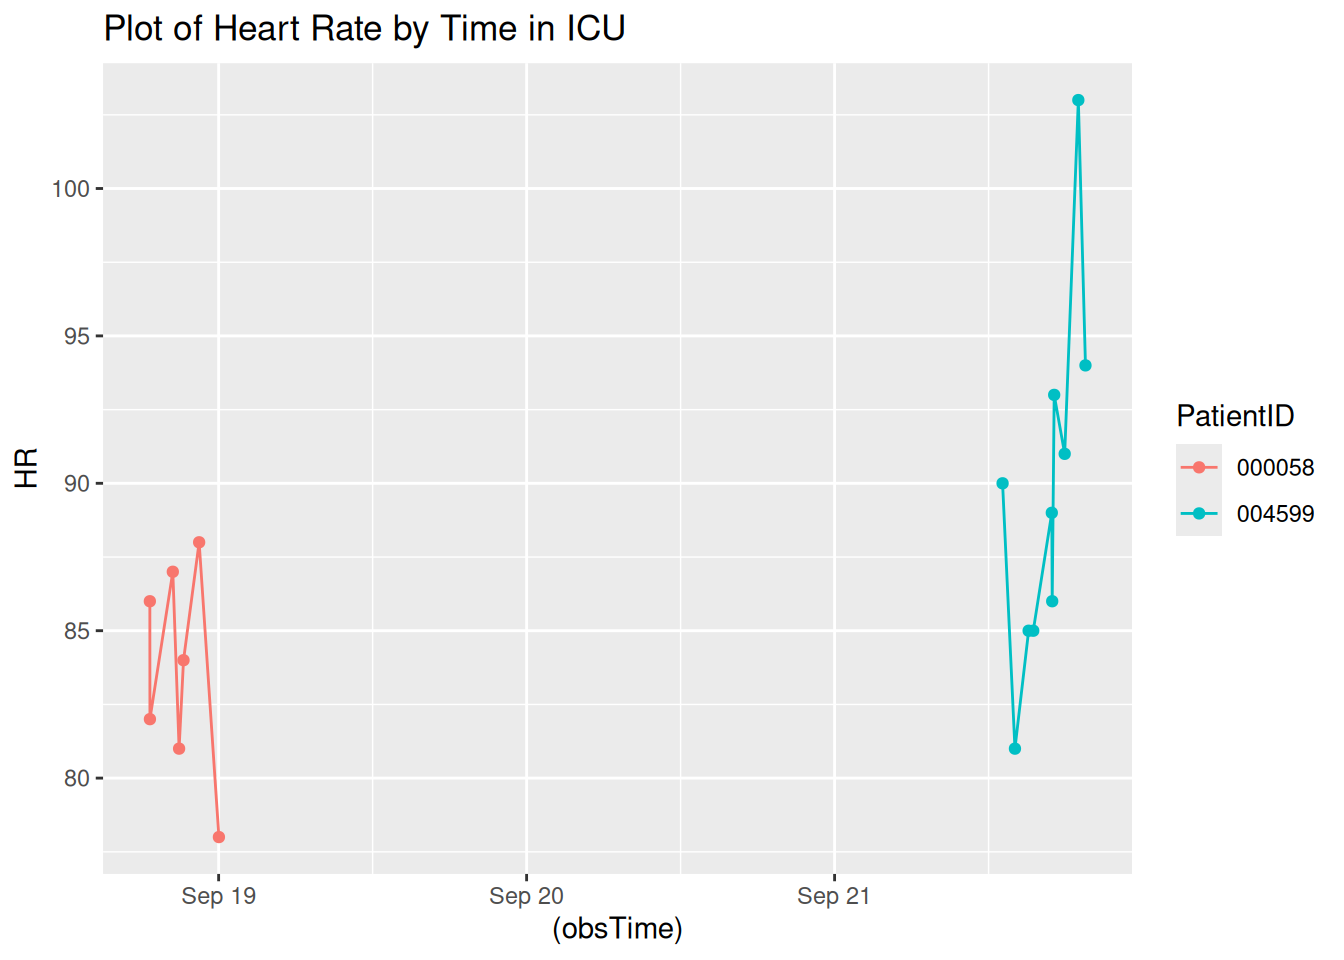 Plot of Heart Rate by Time in ICU
100
95
90
85
80
HR
Sep 19
Sep 20
Sep 21
(obsTime)
PatientID
000058
004599